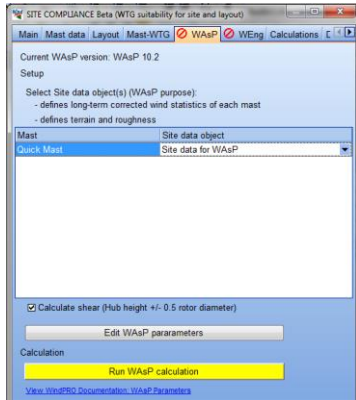 SITE COMPLIANCE Beta (WTG suitability for site and layout)
Main Mast data Layout Mast-WTG WAsP WEng Calculations
Current WAsP version: WAsP 10.2
Setup
Select Site data object(s) (WAsP purpose):
- defines long-term corrected wind statistics of each mast
- defines terrain and roughness
Mast Site data object
Quick Mast Site data for WAsP
Calculate shear (Hub height +/- 0.5 rotor diameter)
Edit WAsP pararameters
Calculation
Run WAsP calculation
View WindPRO Documentation: WAsP Parameters